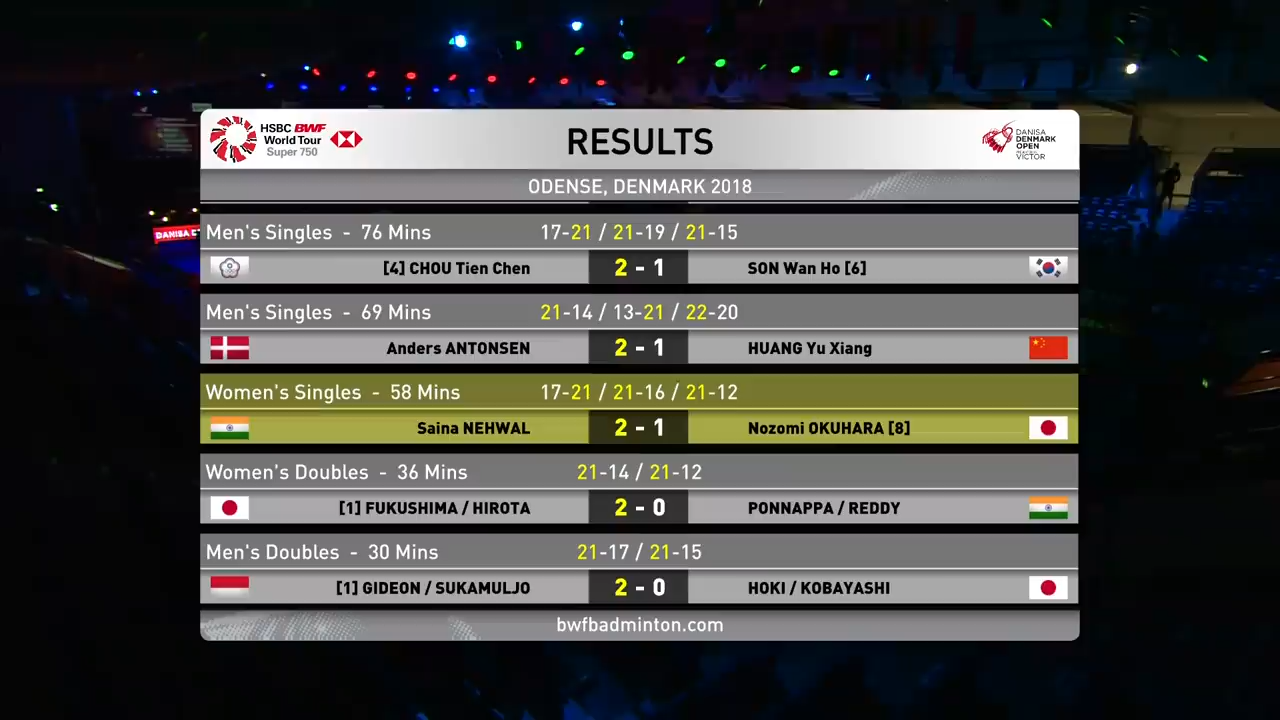 HSBC BWF
World Tour
Super 750
RESULTS
DANISA
DENMARK
OPEN
VICTOR
ODENSE, DENMARK 2018
Men's Singles - 76 Mins 17-21 / 21-19 / 21-15
[4] CHOU Tien Chen 2 - 1 SON Wan Ho [6]
Men's Singles - 69 Mins 21-14 / 13-21 / 22-20
Anders ANTONSEN 2 - 1 HUANG Yu Xiang
Women's Singles - 58 Mins 17-21 / 21-16 / 21-12
Saina NEHWAL 2 - 1 Nozomi OKUHARA [8]
Women's Doubles - 36 Mins 21-14 / 21-12
[1] FUKUSHIMA / HIROTA 2 - 0 PONNAPPA / REDDY
Men's Doubles - 30 Mins 21-17 / 21-15
[1] GIDEON / SUKAMULJO 2 - 0 HOKI / KOBAYASHI
bwfbadminton.com
DANISA